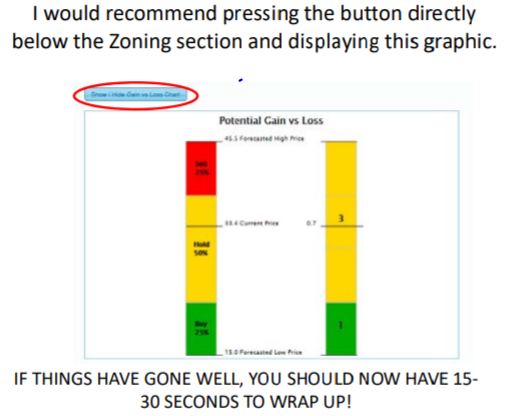 I would recommend pressing the button directly
below the Zoning section and displaying this graphic.
Show / Hide Gain vs Loss Chart
Potential Gain vs Loss
45.5 Forecasted High Price
Sell
25%
33.4 Current Price
0.7
3
Hold
50%
Buy
25%
1
15.0 Forecasted Low Price
IF THINGS HAVE GONE WELL, YOU SHOULD NOW HAVE 15-
30 SECONDS TO WRAP UP!